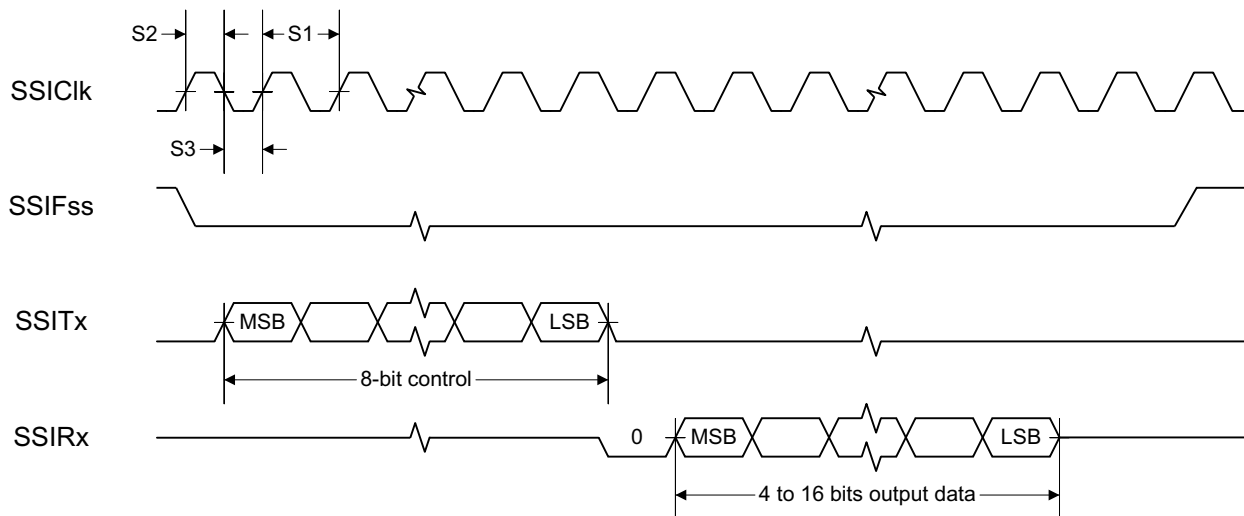 S2
S1
SSIClk
S3
SSIFss
SSITx
MSB
LSB
8-bit control
SSIRx
0
MSB
LSB
4 to 16 bits output data